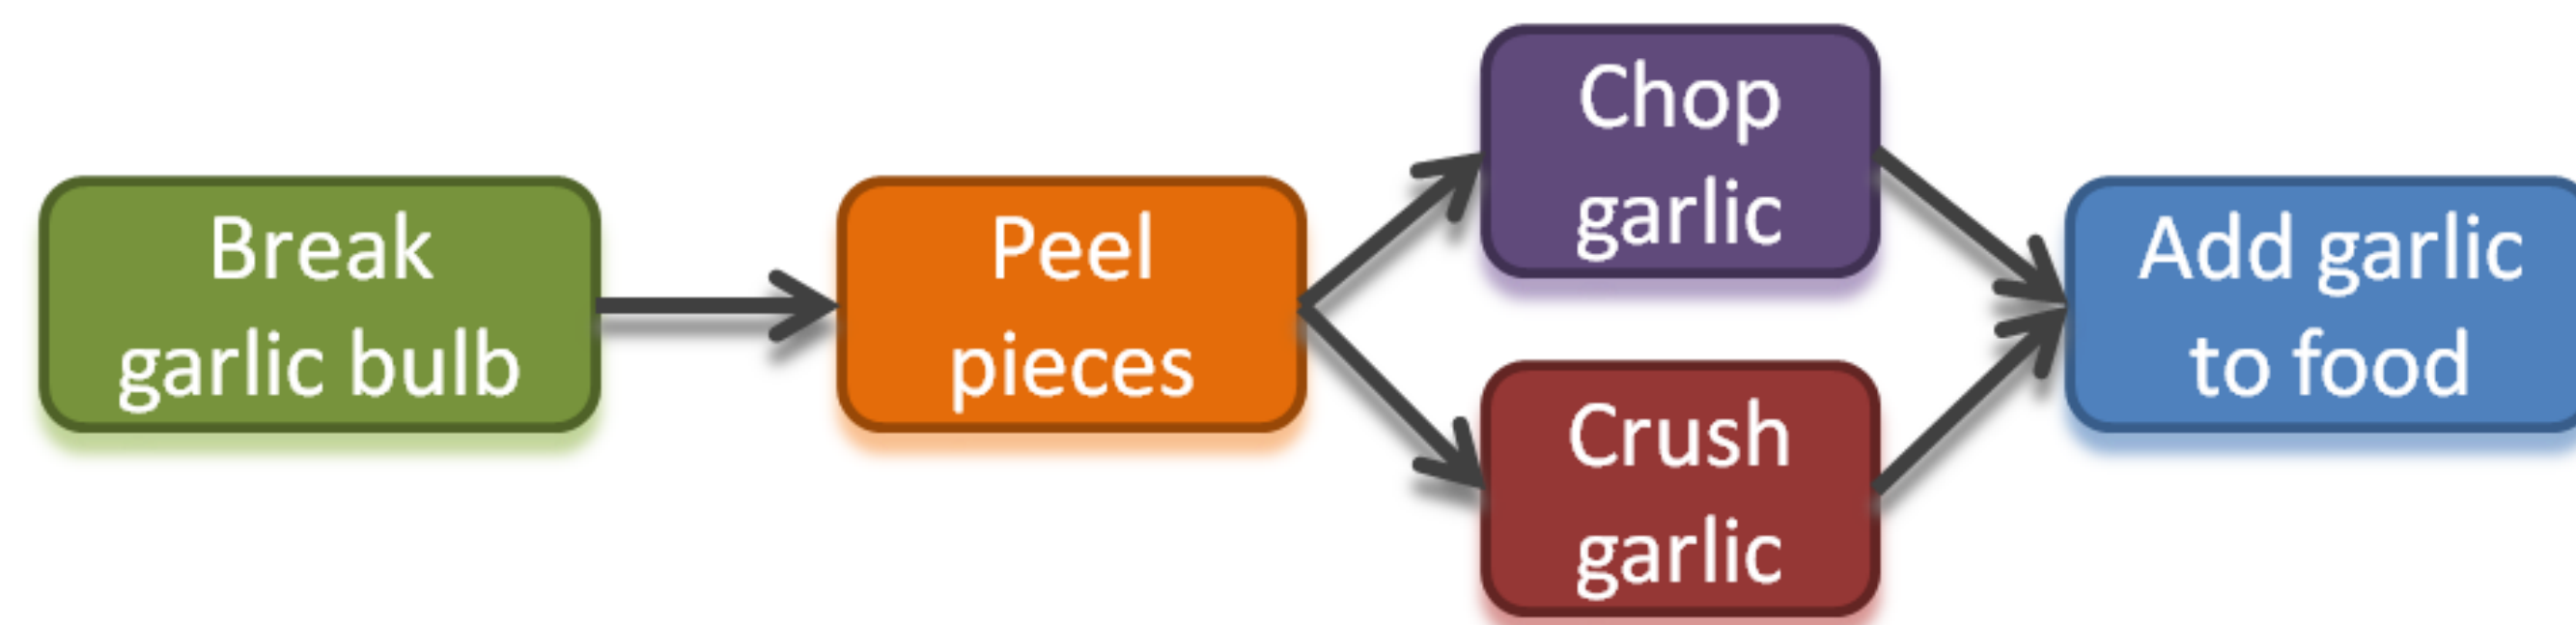 Break
garlic bulb
Peel
pieces
Chop
garlic
Crush
garlic
Add garlic
to food